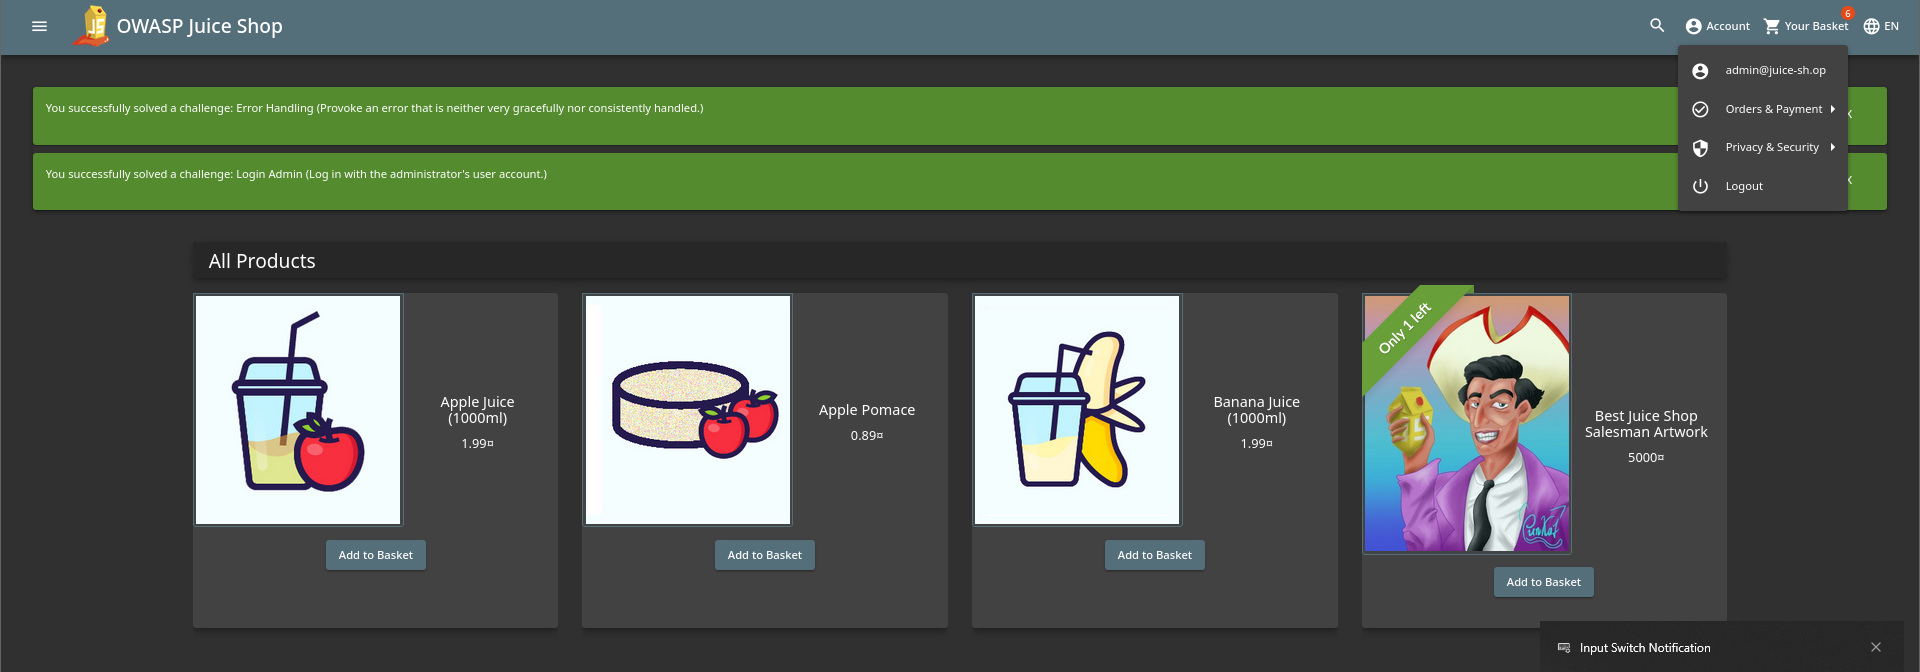 OWASP Juice Shop
Account
Your Basket
6
EN
admin@juice-sh.op
Orders & Payment
Privacy & Security
Logout
You successfully solved a challenge: Error Handling (Provoke an error that is neither very gracefully nor consistently handled.)
X
You successfully solved a challenge: Login Admin (Log in with the administrator's user account.)
X
All Products
Apple Juice
(1000ml)
1.99¤
Add to Basket
Apple Pomace
0.89¤
Add to Basket
Banana Juice
(1000ml)
1.99¤
Add to Basket
Only 1 left
Best Juice Shop
Salesman Artwork
5000¤
Add to Basket
Input Switch Notification